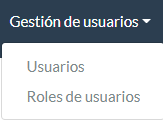 Gestión de usuarios
Usuarios
Roles de usuarios